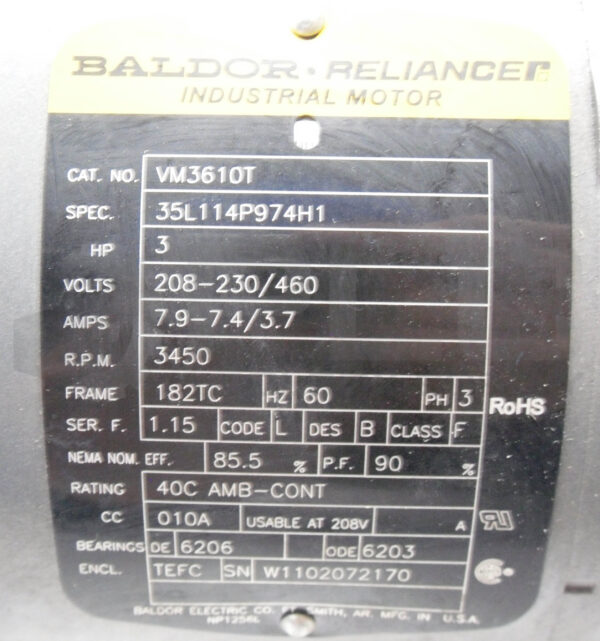 BALDOR · RELIANCER
INDUSTRIAL MOTOR
CAT. NO. VM3610T
SPEC. 35L114P974H1
HP 3
VOLTS 208-230/460
AMPS 7.9-7.4/3.7
R.P.M. 3450
FRAME 182TC HZ 60 PH 3
RoHS
SER. F. 1.15 CODE L DES B CLASS F
NEMA NOM. EFF. 85.5 % P.F. 90 %
RATING 40C AMB-CONT
CC 010A USABLE AT 208V A
BEARINGS DE 6206 ODE 6203
ENCL. TEFC SN W1102072170
BALDOR ELECTRIC CO. SMITH, AR. MFG. IN U.S.A.
NP1256L